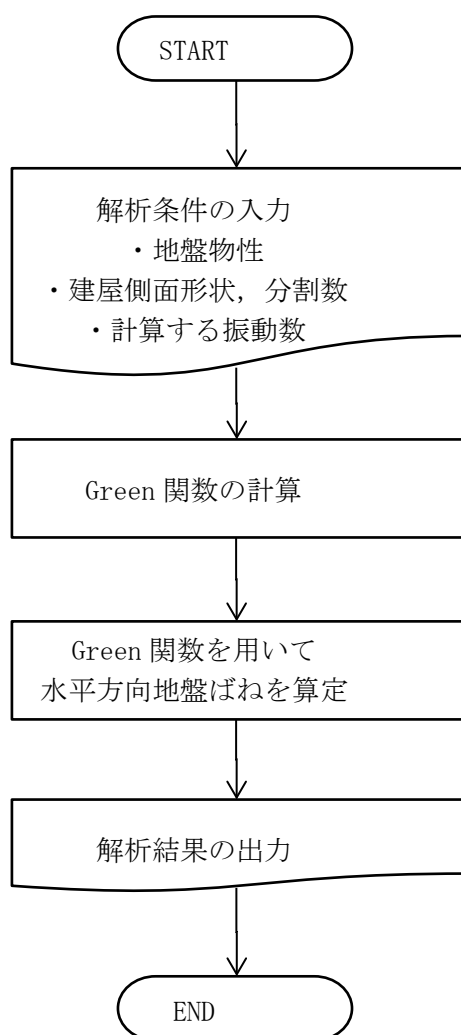 START
解析条件の入力
・地盤物性
・建屋側面形状，分割数
・計算する振動数
Green 関数の計算
Green 関数を用いて
水平方向地盤ばねを算定
解析結果の出力
END